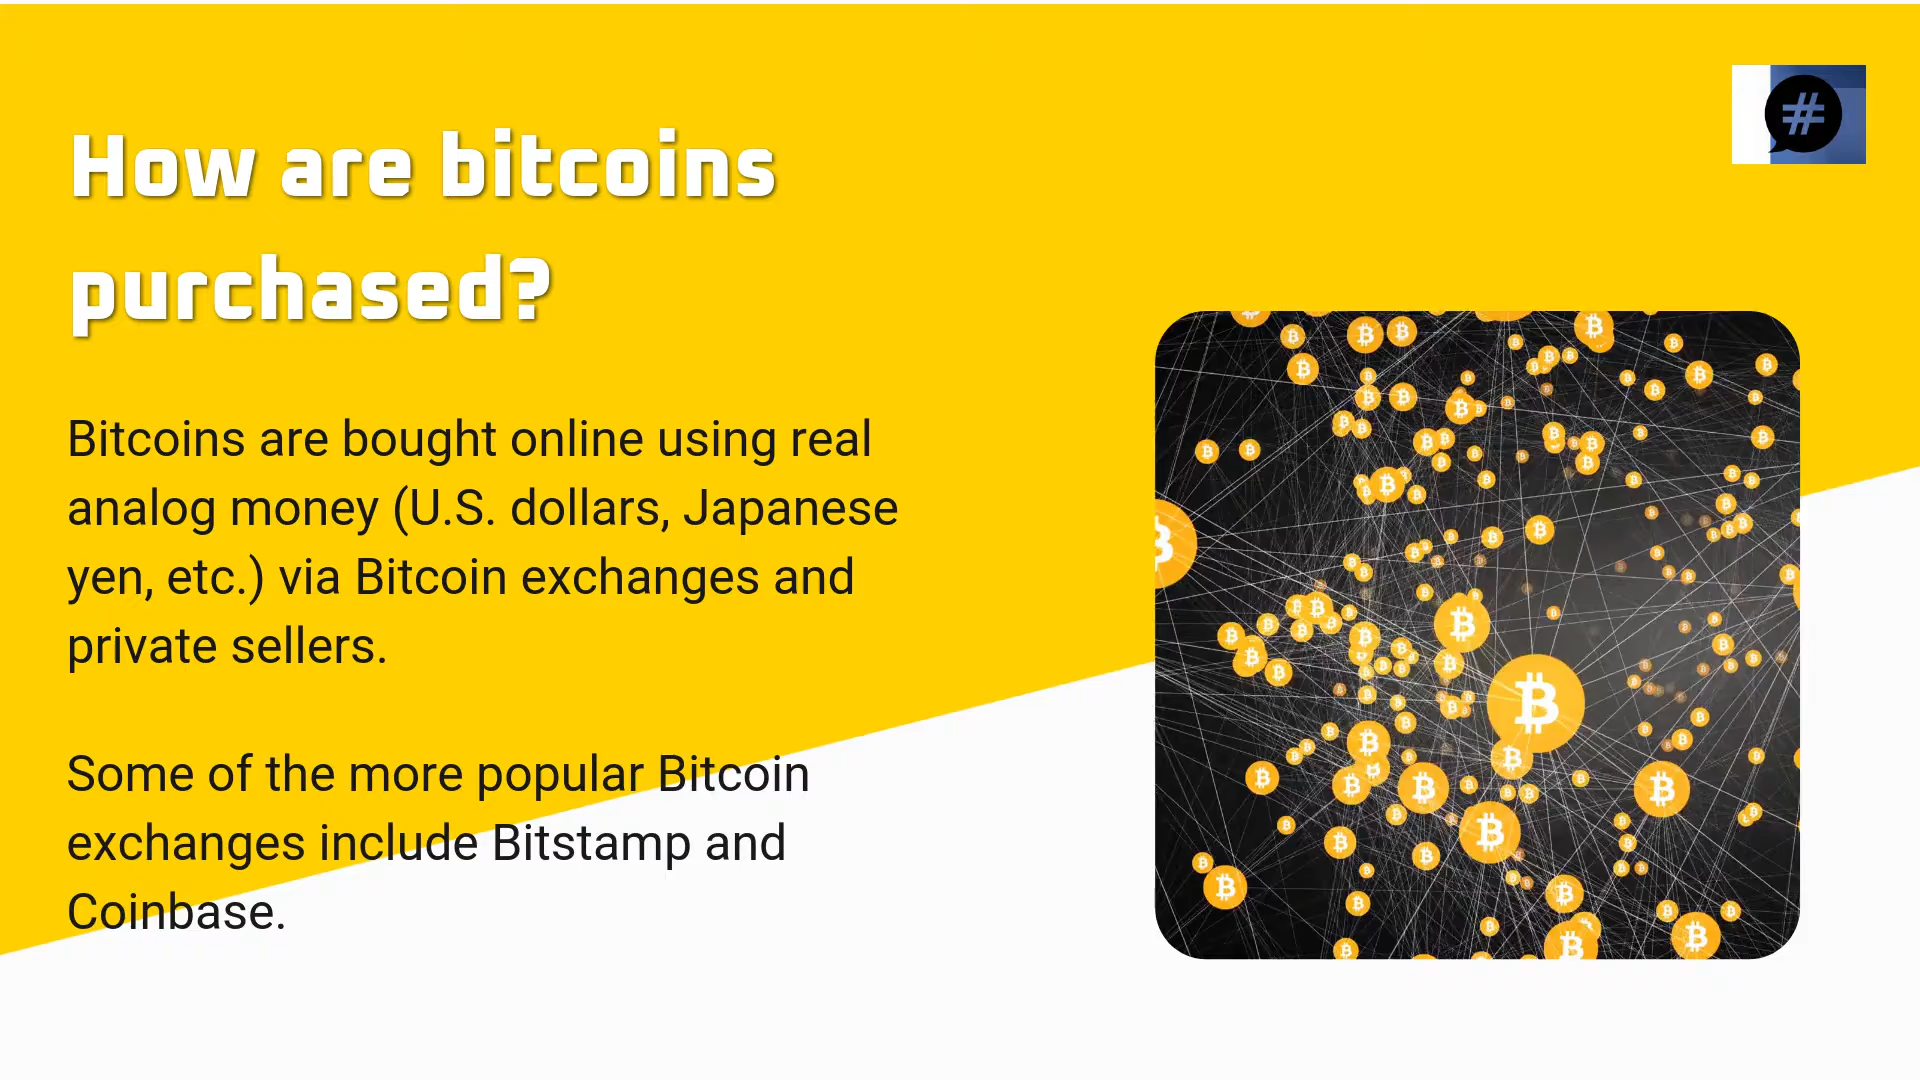 How are bitcoins
purchased?
#
Bitcoins are bought online using real
analog money (U.S. dollars, Japanese
yen, etc.) via Bitcoin exchanges and
private sellers.
Some of the more popular Bitcoin
exchanges include Bitstamp and
Coinbase.